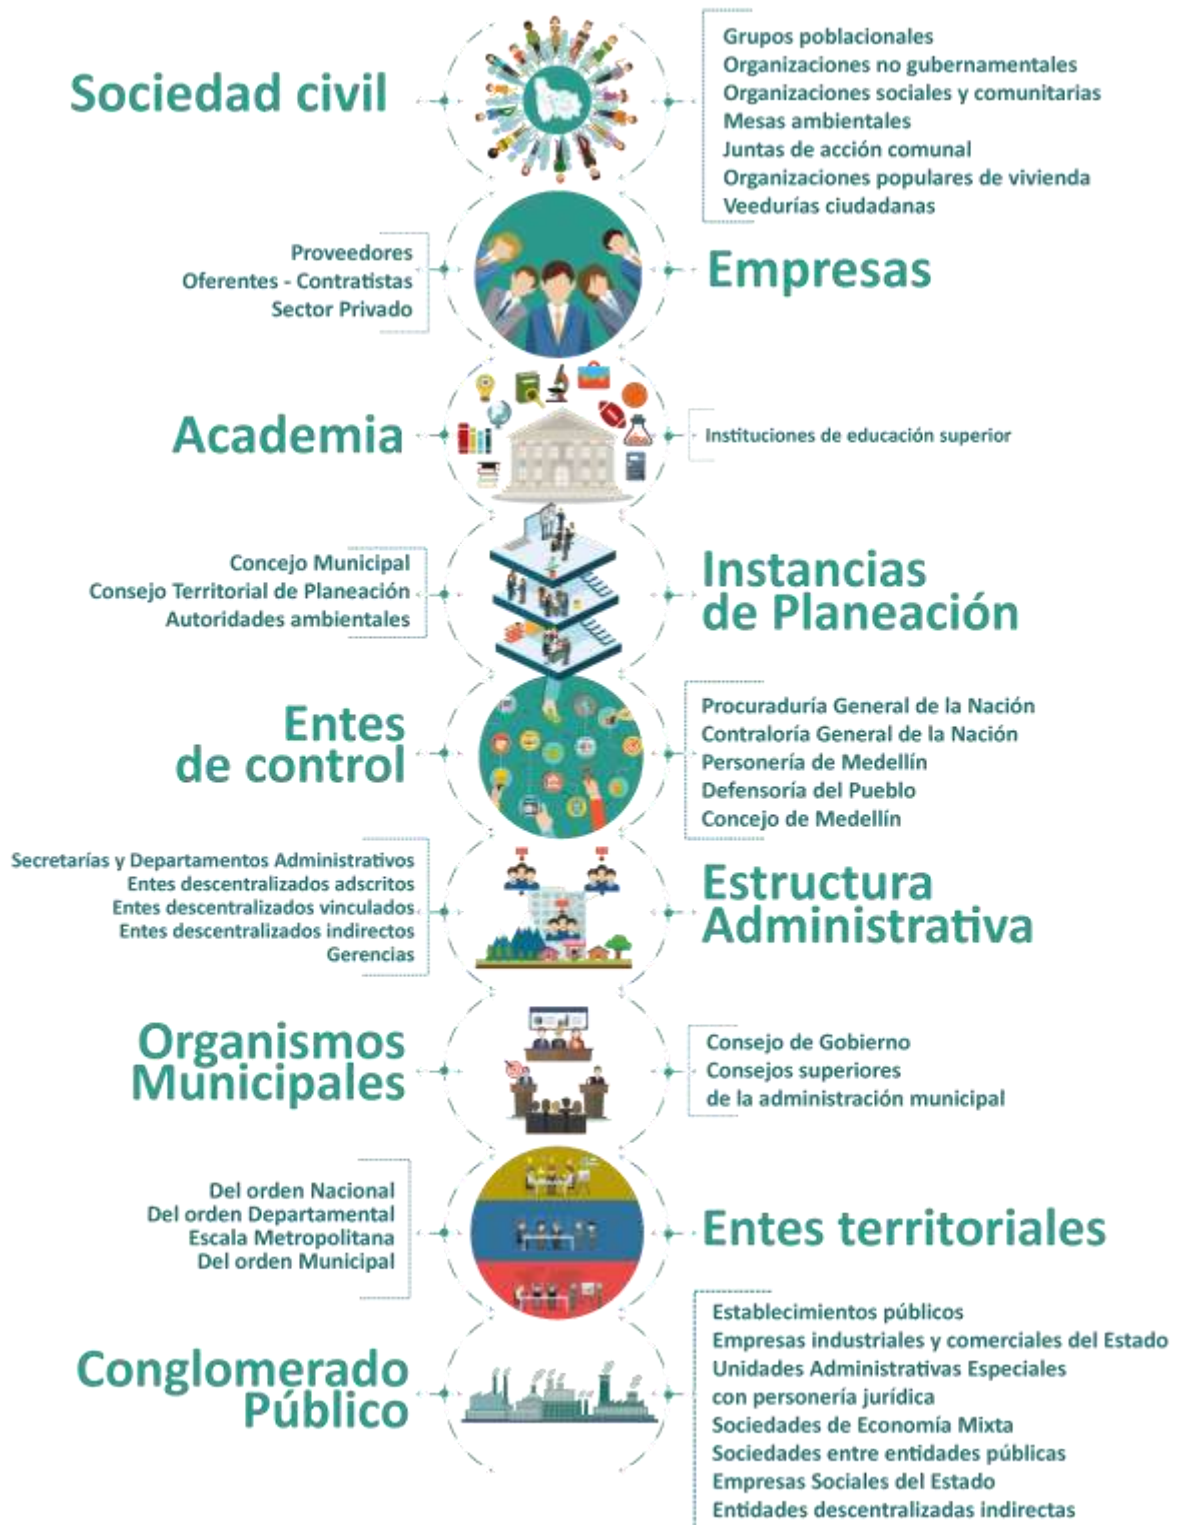 Sociedad civil
Grupos poblacionales
Organizaciones no gubernamentales
Organizaciones sociales y comunitarias
Mesas ambientales
Juntas de acción comunal
Organizaciones populares de vivienda
Veedurías ciudadanas
Proveedores
Oferentes - Contratistas
Sector Privado
Empresas
Academia
Instituciones de educación superior
Concejo Municipal
Consejo Territorial de Planeación
Autoridades ambientales
Instancias
de Planeación
Entes
de control
Procuraduría General de la Nación
Contraloría General de la Nación
Personería de Medellín
Defensoría del Pueblo
Concejo de Medellín
Secretarías y Departamentos Administrativos
Entes descentralizados adscritos
Entes descentralizados vinculados
Entes descentralizados indirectos
Gerencias
Estructura
Administrativa
Organismos
Municipales
Consejo de Gobierno
Consejos superiores
de la administración municipal
Del orden Nacional
Del orden Departamental
Escala Metropolitana
Del orden Municipal
Entes territoriales
Conglomerado
Público
Establecimientos públicos
Empresas industriales y comerciales del Estado
Unidades Administrativas Especiales
con personería jurídica
Sociedades de Economía Mixta
Sociedades entre entidades públicas
Empresas Sociales del Estado
Entidades descentralizadas indirectas